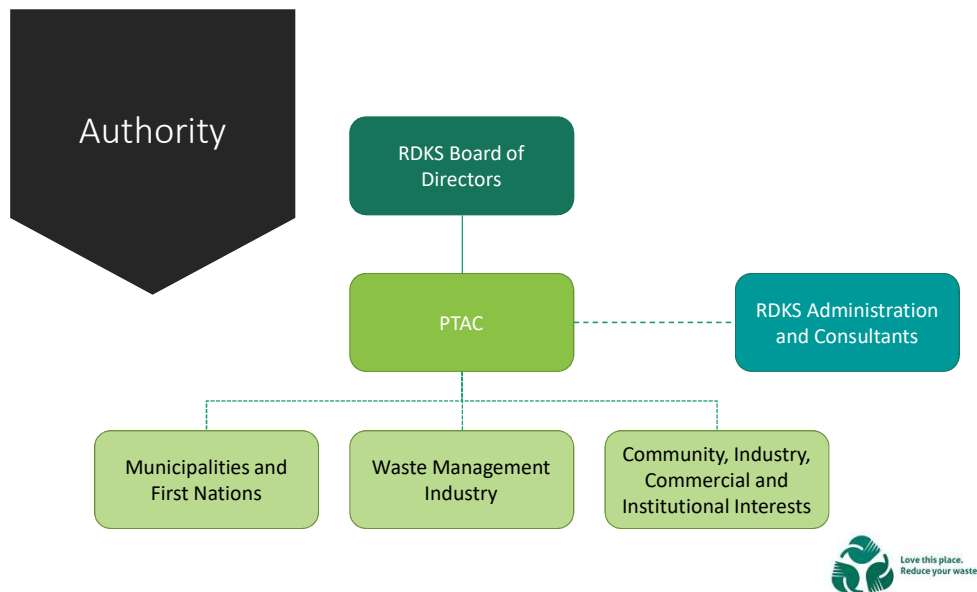 Authority
RDKS Board of
Directors
PTAC
RDKS Administration
and Consultants
Municipalities and
First Nations
Waste Management
Industry
Community, Industry,
Commercial and
Institutional Interests
Love this place.
Reduce your waste